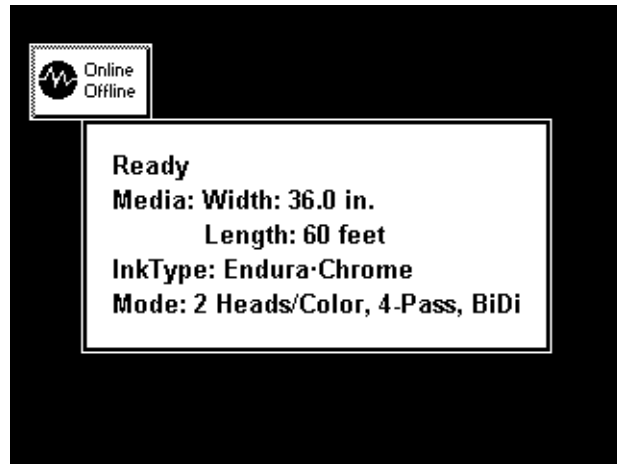 Online
Offline
Ready
Media: Width: 36.0 in.
Length: 60 feet
InkType: Endura·Chrome
Mode: 2 Heads/Color, 4-Pass, BiDi